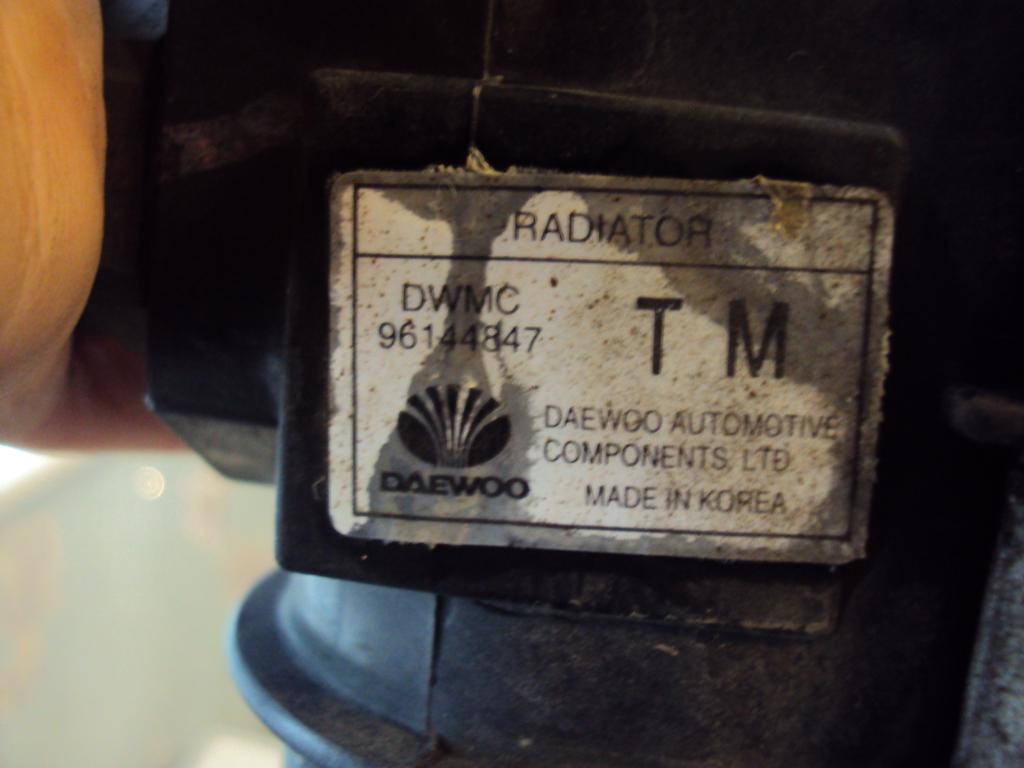 RADIATOR
DWMC
96144847
T M
DAEWOO
DAEWOO AUTOMOTIVE
COMPONENTS, LTD
MADE IN KOREA